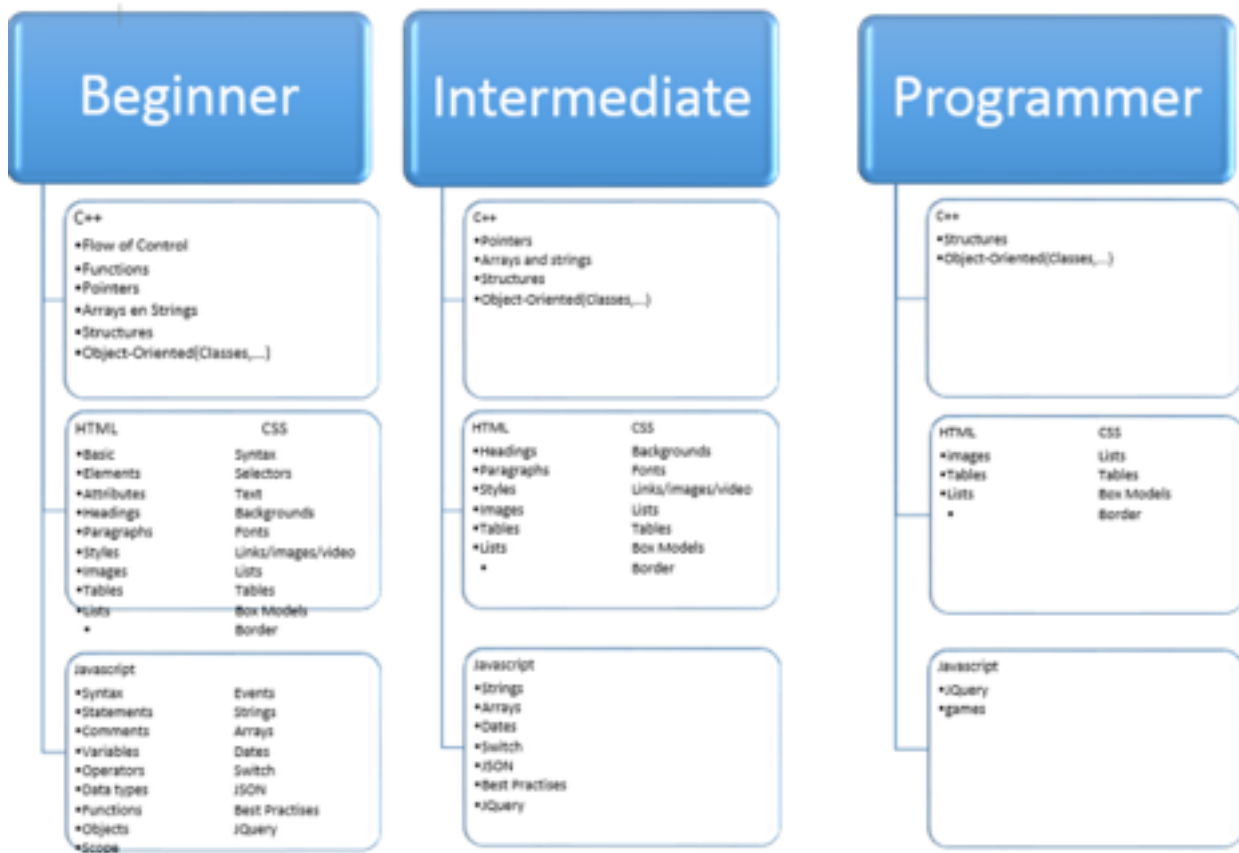 Beginner
C++
•Flow of Control
•Functions
•Pointers
•Arrays en Strings
•Structures
•Object-Oriented(Classes,...)
HTML CSS
•Basic Syntax
•Elements Selectors
•Attributes Text
•Headings Backgrounds
•Paragraphs Fonts
•Styles Links/images/video
•Images Lists
•Tables Tables
•Lists Box Models
• Border
Javascript
•Syntax Events
•Statements Strings
•Comments Arrays
•Variables Dates
•Operators Switch
•Data types JSON
•Functions Best Practises
•Objects JQuery
•Scope
Intermediate
C++
•Pointers
•Arrays and strings
•Structures
•Object-Oriented(Classes,...)
HTML CSS
•Headings Backgrounds
•Paragraphs Fonts
•Styles Links/images/video
•Images Lists
•Tables Tables
•Lists Box Models
• Border
Javascript
•Strings
•Arrays
•Dates
•Switch
•JSON
•Best Practises
•JQuery
Programmer
C++
•Structures
•Object-Oriented(Classes,...)
HTML CSS
•Images Lists
•Tables Tables
•Lists Box Models
• Border
Javascript
•JQuery
•games